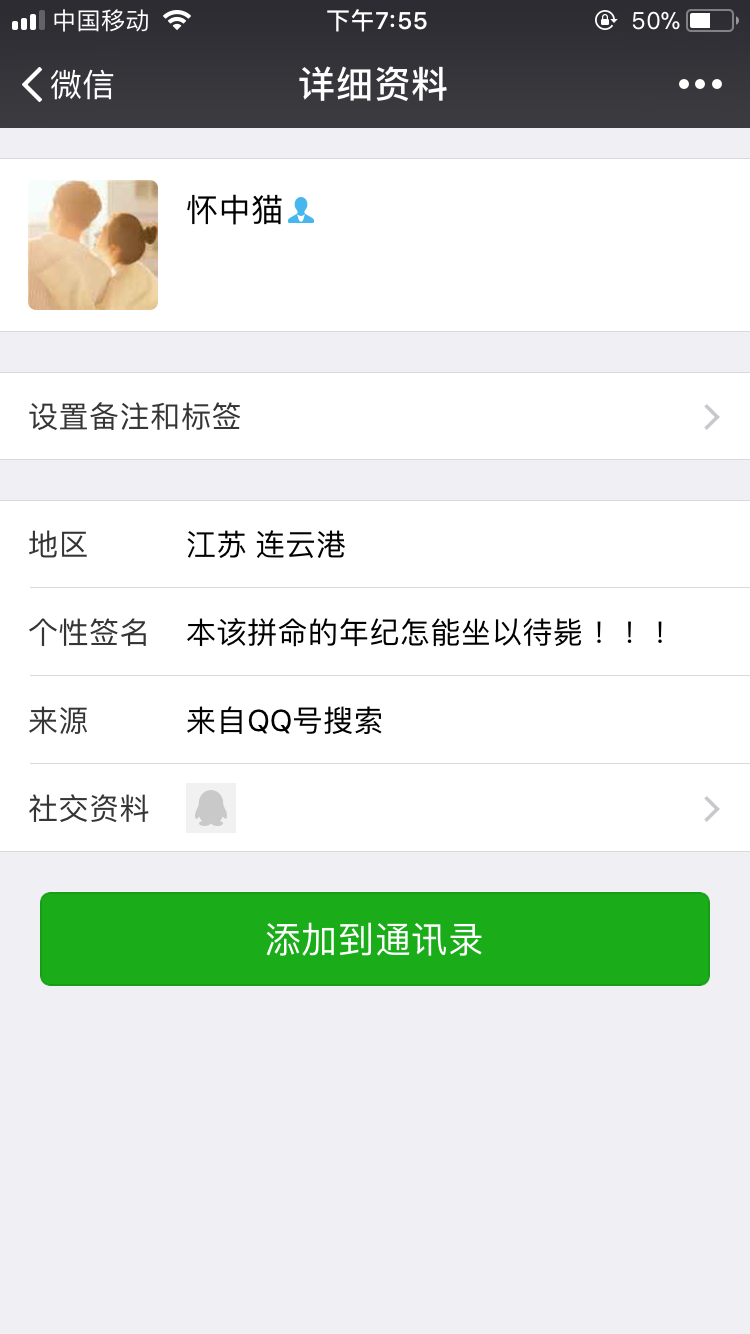 中国移动 下午7:55 50%
微信 详细资料
怀中猫
设置备注和标签
地区 江苏 连云港
个性签名 本该拼命的年纪怎能坐以待毙！！！
来源 来自QQ号搜索
社交资料
添加到通讯录